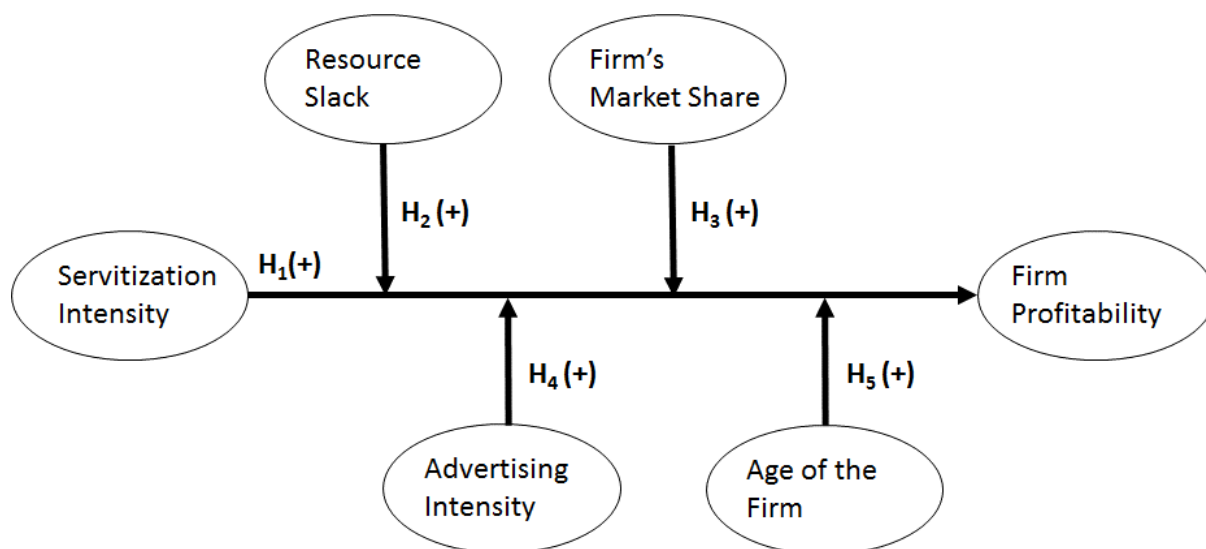 Resource
Slack
Firm’s
Market Share
H₂ (+)
H₃ (+)
H₁(+)
Servitization
Intensity
Firm
Profitability
H₄ (+)
H₅ (+)
Advertising
Intensity
Age of the
Firm